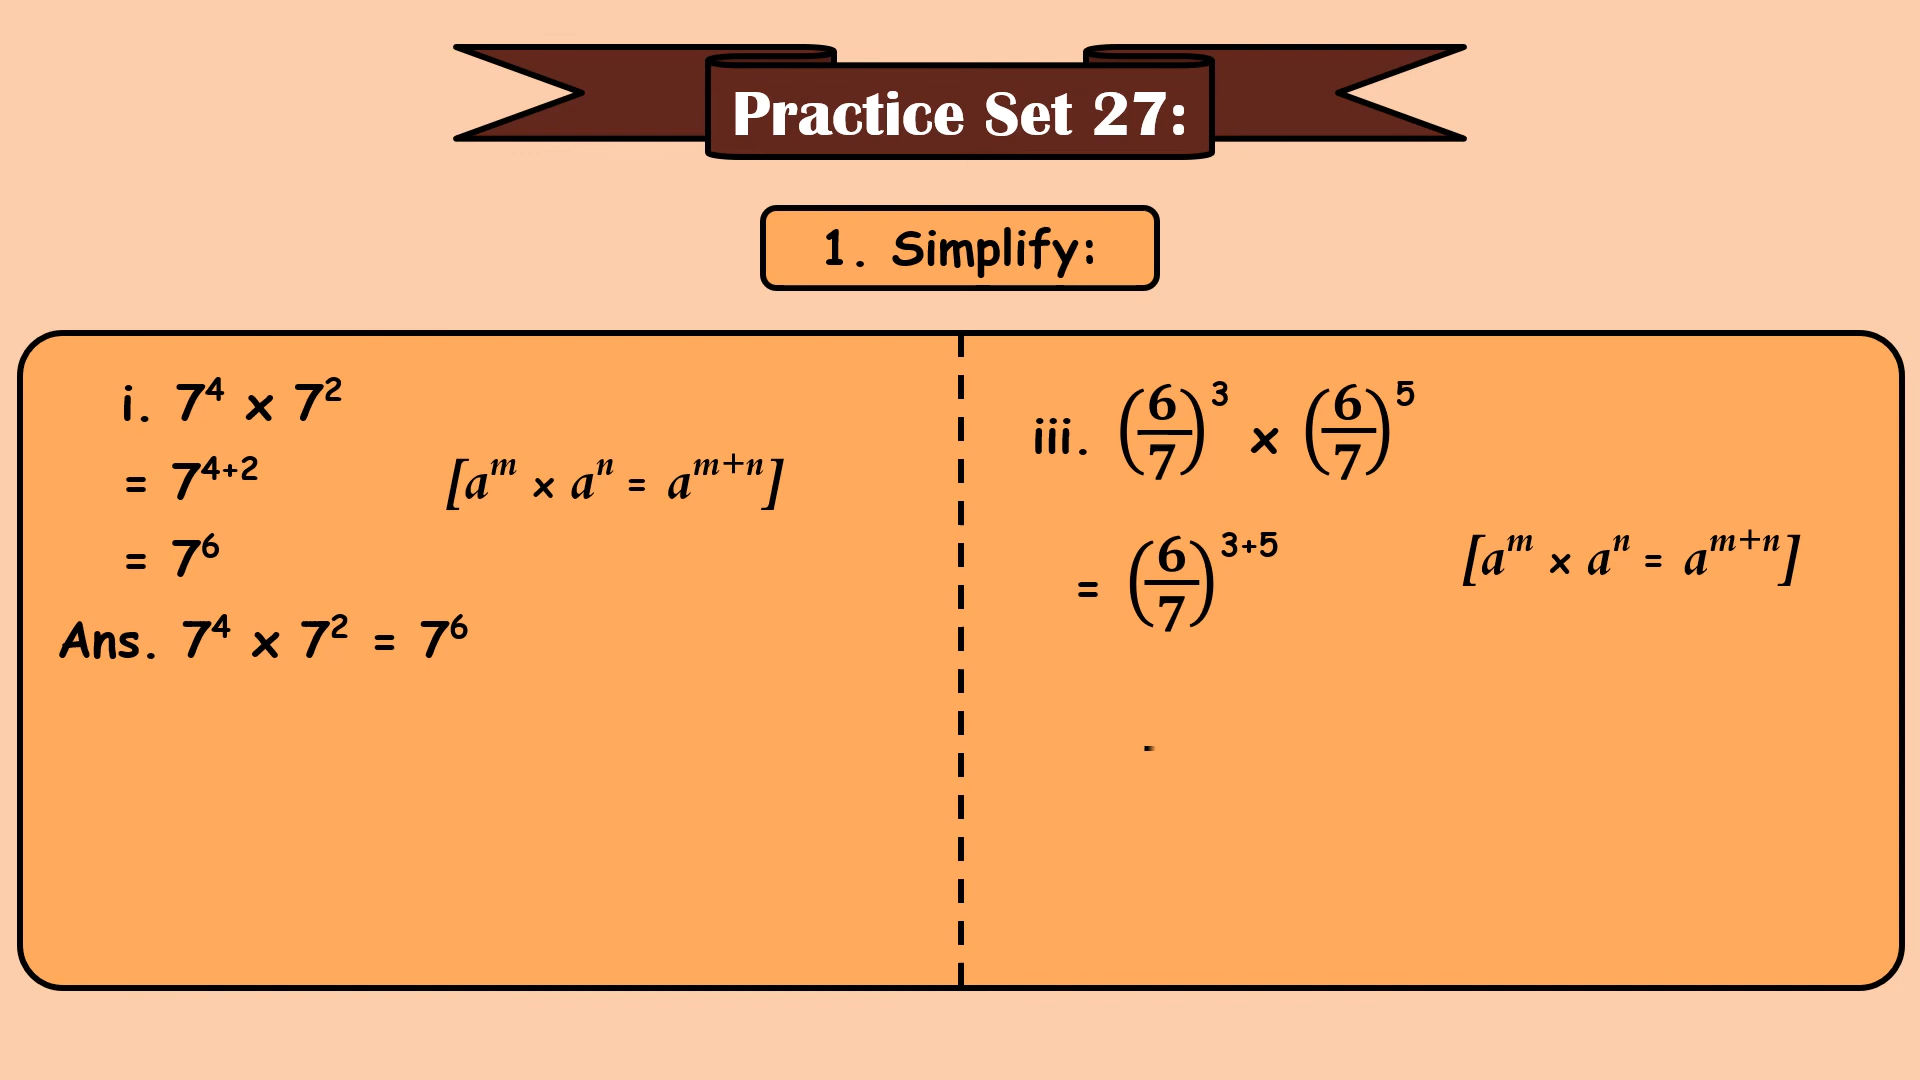 Practice Set 27:
1. Simplify:
i. 7⁴ x 7²
= 7⁴⁺² [aᵐ x aⁿ = aᵐ⁺ⁿ]
= 7⁶
Ans. 7⁴ x 7² = 7⁶
iii. (6/7)³ x (6/7)⁵
= (6/7)³⁺⁵ [aᵐ x aⁿ = aᵐ⁺ⁿ]